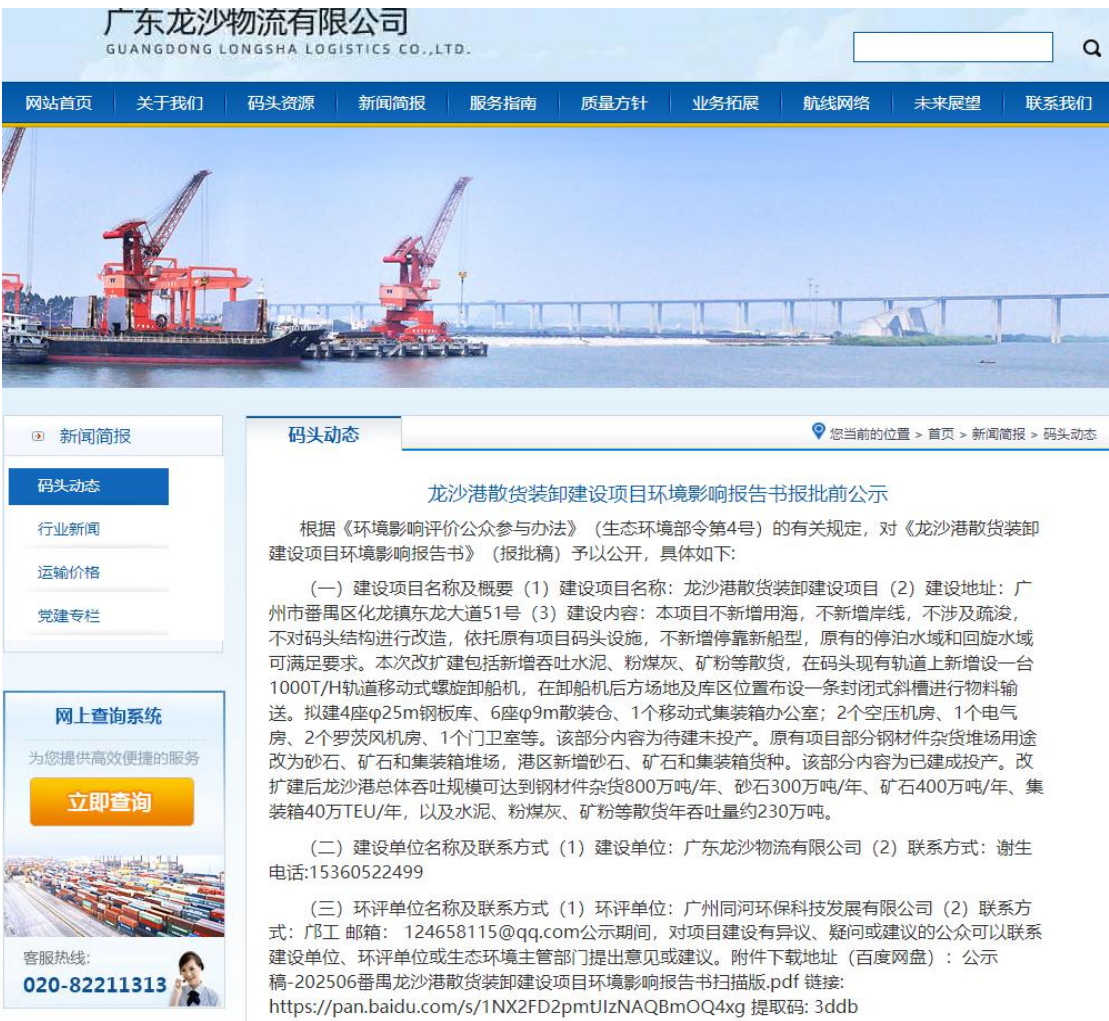 广东龙沙物流有限公司
GUANGDONG LONGSHA LOGISTICS CO.,LTD.
网站首页 关于我们 码头资源 新闻简报 服务指南 质量方针 业务拓展 航线网络 未来展望 联系我们
新闻简报
码头动态
行业新闻
运输价格
党建专栏
网上查询系统
为您提供高效便捷的服务
立即查询
客服热线:
020-82211313
码头动态
您当前的位置 > 首页 > 新闻简报 > 码头动态
龙沙港散货装卸建设项目环境影响报告书报批前公示
根据《环境影响评价公众参与办法》（生态环境部令第4号）的有关规定，对《龙沙港散货装卸
建设项目环境影响报告书》（报批稿）予以公开，具体如下:
（一）建设项目名称及概要（1）建设项目名称：龙沙港散货装卸建设项目（2）建设地址：广
州市番禺区化龙镇东龙大道51号（3）建设内容：本项目不新增用海，不新增岸线，不涉及疏浚，
不对码头结构进行改造，依托原有项目码头设施，不新增停靠新船型，原有的停泊水域和回旋水域
可满足要求。本次改扩建包括新增吞吐水泥、粉煤灰、矿粉等散货，在码头现有轨道上新增设一台
1000T/H轨道移动式螺旋卸船机，在卸船机后方场地及库区位置布设一条封闭式斜槽进行物料输
送。拟建4座φ25m钢板库、6座φ9m散装仓、1个移动式集装箱办公室；2个空压机房、1个电气
房、2个罗茨风机房、1个门卫室等。该部分内容为待建未投产。原有项目部分钢材件杂货堆场用途
改为砂石、矿石和集装箱堆场，港区新增砂石、矿石和集装箱货种。该部分内容为已建成投产。改
扩建后龙沙港总体吞吐规模可达到钢材件杂货800万吨/年、砂石300万吨/年、矿石400万吨/年、集
装箱40万TEU/年，以及水泥、粉煤灰、矿粉等散货年吞吐量约230万吨。
（二）建设单位名称及联系方式（1）建设单位：广东龙沙物流有限公司（2）联系方式：谢生
电话:15360522499
（三）环评单位名称及联系方式（1）环评单位：广州同河环保科技发展有限公司（2）联系方
式：邝工 邮箱： 124658115@qq.com公示期间，对项目建设有异议、疑问或建议的公众可以联系
建设单位、环评单位或生态环境主管部门提出意见或建议。附件下载地址（百度网盘）：公示
稿-202506番禺龙沙港散货装卸建设项目环境影响报告书扫描版.pdf 链接:
https://pan.baidu.com/s/1NX2FD2pmtUIzNAQBmOQ4xg 提取码: 3ddb